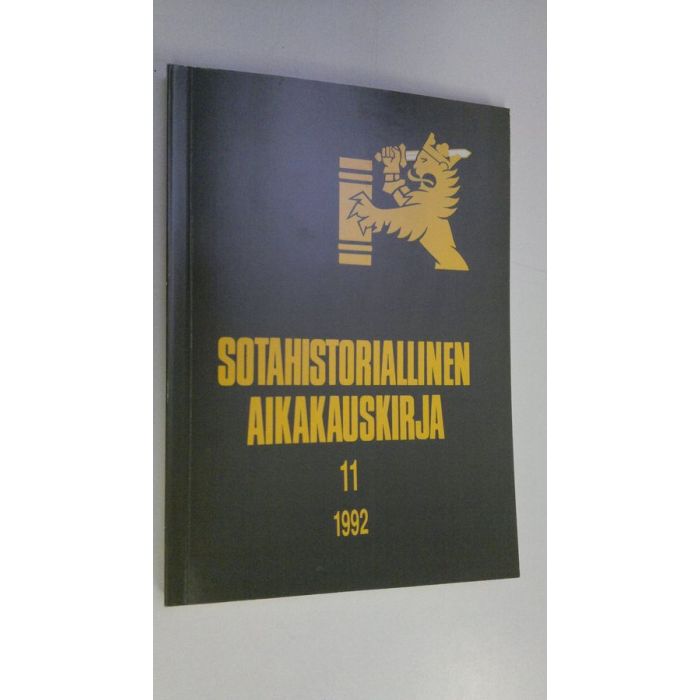 SOTAHISTORIALLINEN
AIKAKAUSKIRJA
11
1992